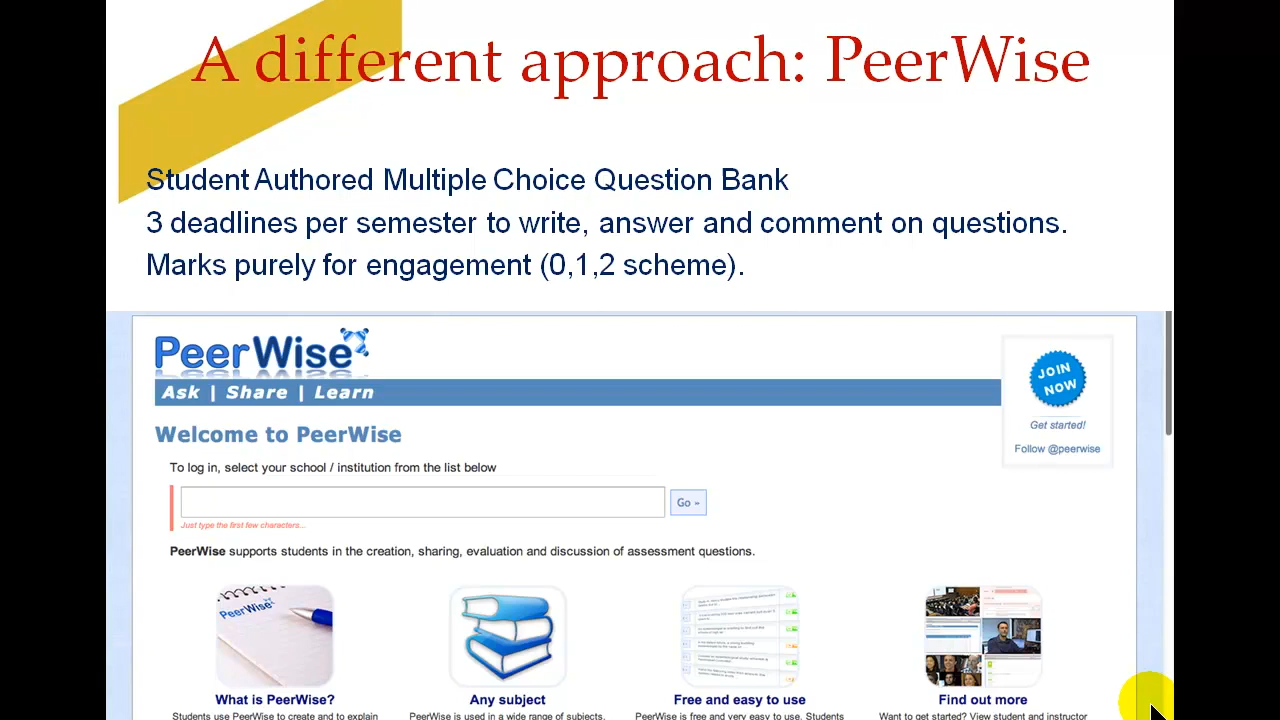 A different approach: PeerWise
Student Authored Multiple Choice Question Bank
3 deadlines per semester to write, answer and comment on questions.
Marks purely for engagement (0,1,2 scheme).
PeerWise
Ask | Share | Learn
JOIN
NOW
Get started!
Follow @peerwise
Welcome to PeerWise
To log in, select your school / institution from the list below
Go »
Just type the first few characters...
PeerWise supports students in the creation, sharing, evaluation and discussion of assessment questions.
PeerWise
What is PeerWise? Any subject Free and easy to use Find out more
Students use PeerWise to create and to explain PeerWise is used in a wide range of subjects, PeerWise is free and very easy to use. Students Want to get started? View student and instructor